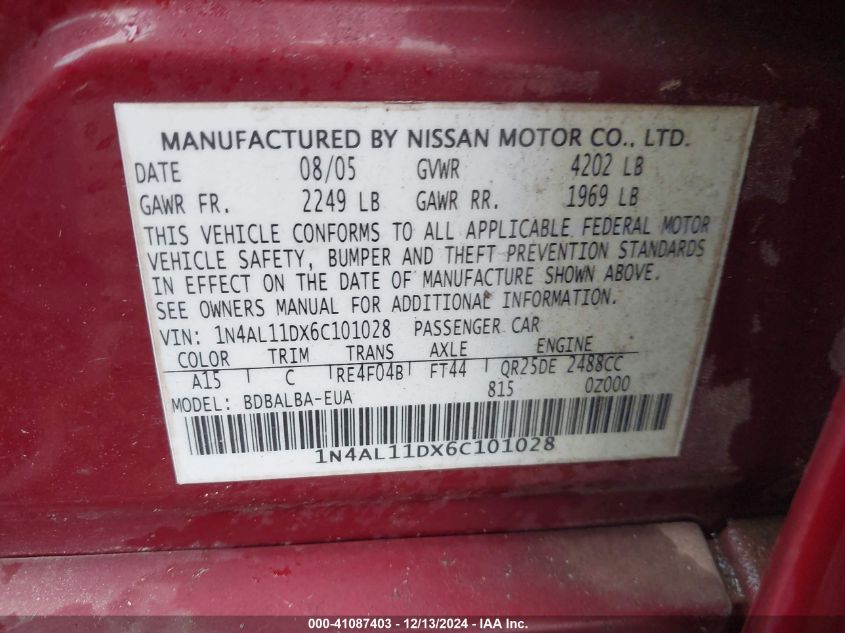 MANUFACTURED BY NISSAN MOTOR CO., LTD.
DATE 08/05 GVWR 4202 LB
GAWR FR. 2249 LB GAWR RR. 1969 LB
THIS VEHICLE CONFORMS TO ALL APPLICABLE FEDERAL MOTOR
VEHICLE SAFETY, BUMPER AND THEFT PREVENTION STANDARDS
IN EFFECT ON THE DATE OF MANUFACTURE SHOWN ABOVE.
SEE OWNERS MANUAL FOR ADDITIONAL INFORMATION.
VIN: 1N4AL11DX6C101028 PASSENGER CAR
COLOR TRIM TRANS AXLE ENGINE
A15 C RE4F04B FT44 QR25DE 2488CC
MODEL: BDBALBA-EUA 815 0Z000
1N4AL11DX6C101028
000-41087403 - 12/13/2024 - IAAI.com - Copyright IAA, Inc.